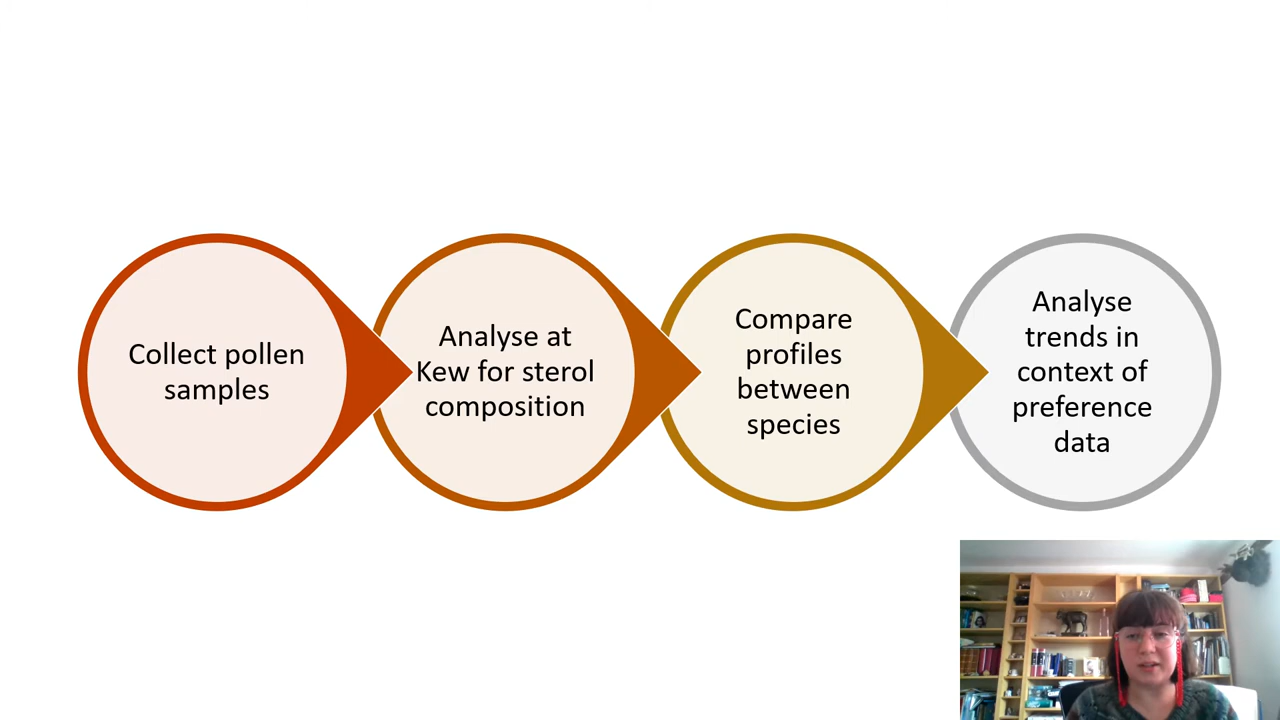 Collect pollen
samples
Analyse at
Kew for sterol
composition
Compare
profiles
between
species
Analyse
trends in
context of
preference
data